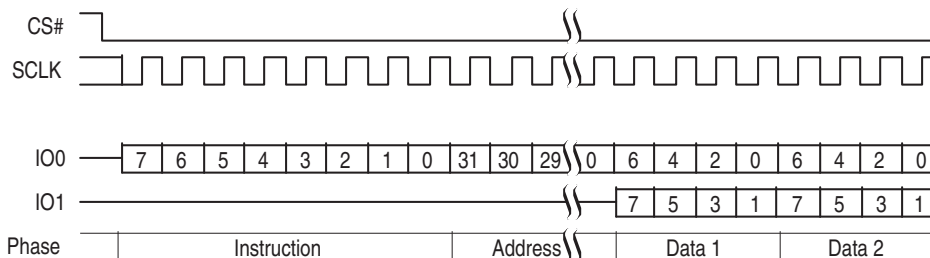 CS#
SCLK
IO0 7 6 5 4 3 2 1 0 31 30 29 0 6 4 2 0 6 4 2 0
IO1 7 5 3 1 7 5 3 1
Phase Instruction Address Data 1 Data 2